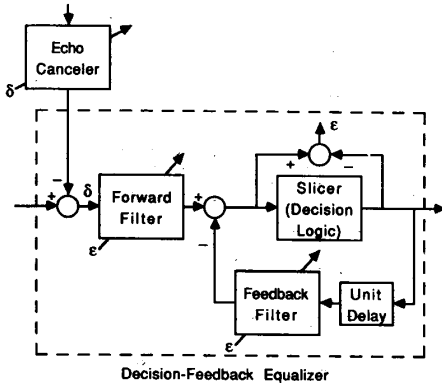 Echo
Canceler
δ
ε
+
−
−
+
δ
Forward
Filter
ε
+
−
Slicer
(Decision
Logic)
Feedback
Filter
ε
Unit
Delay
Decision-Feedback Equalizer